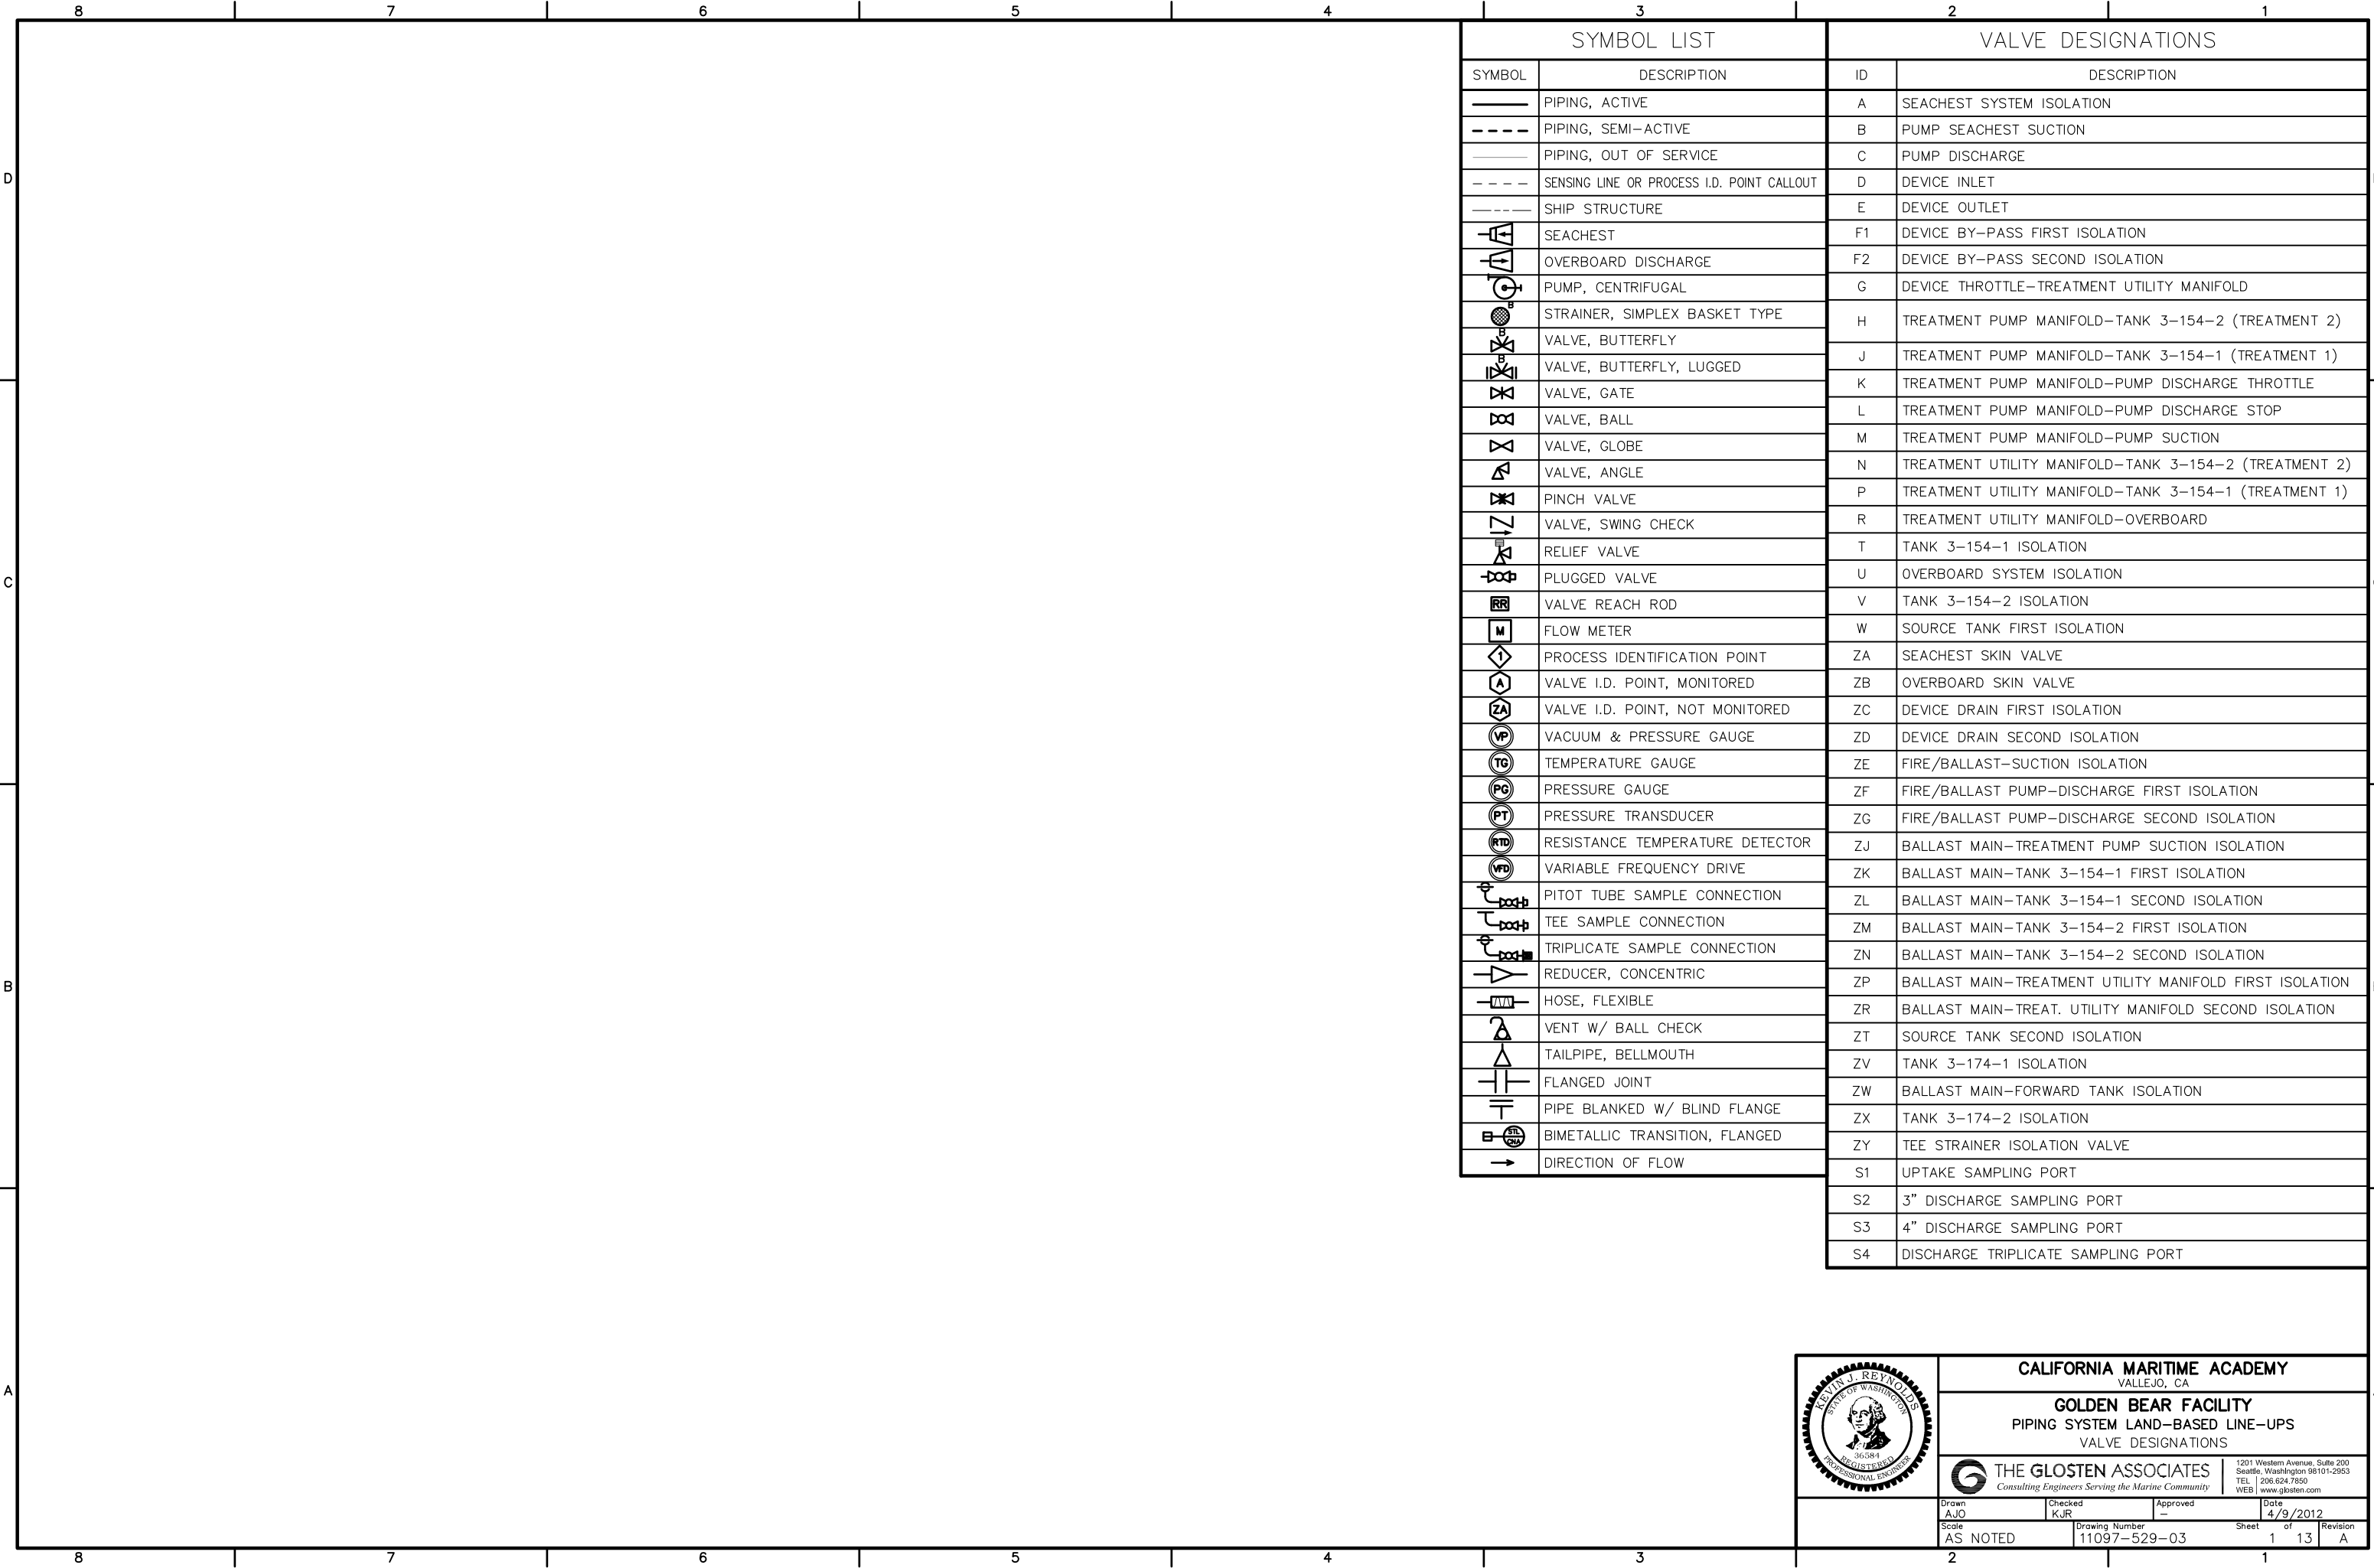 8 7 6 5 4 3 2 1
SYMBOL LIST
SYMBOL DESCRIPTION
PIPING, ACTIVE
PIPING, SEMI-ACTIVE
PIPING, OUT OF SERVICE
SENSING LINE OR PROCESS I.D. POINT CALLOUT
SHIP STRUCTURE
SEACHEST
OVERBOARD DISCHARGE
PUMP, CENTRIFUGAL
B STRAINER, SIMPLEX BASKET TYPE
B VALVE, BUTTERFLY
B VALVE, BUTTERFLY, LUGGED
VALVE, GATE
VALVE, BALL
VALVE, GLOBE
VALVE, ANGLE
PINCH VALVE
VALVE, SWING CHECK
RELIEF VALVE
PLUGGED VALVE
RR VALVE REACH ROD
M FLOW METER
1 PROCESS IDENTIFICATION POINT
A VALVE I.D. POINT, MONITORED
ZA VALVE I.D. POINT, NOT MONITORED
VP VACUUM & PRESSURE GAUGE
TG TEMPERATURE GAUGE
PG PRESSURE GAUGE
PT PRESSURE TRANSDUCER
RTD RESISTANCE TEMPERATURE DETECTOR
VFD VARIABLE FREQUENCY DRIVE
PITOT TUBE SAMPLE CONNECTION
TEE SAMPLE CONNECTION
TRIPLICATE SAMPLE CONNECTION
REDUCER, CONCENTRIC
HOSE, FLEXIBLE
VENT W/ BALL CHECK
TAILPIPE, BELLMOUTH
FLANGED JOINT
PIPE BLANKED W/ BLIND FLANGE
STL CNA BIMETALLIC TRANSITION, FLANGED
DIRECTION OF FLOW
VALVE DESIGNATIONS
ID DESCRIPTION
A SEACHEST SYSTEM ISOLATION
B PUMP SEACHEST SUCTION
C PUMP DISCHARGE
D DEVICE INLET
E DEVICE OUTLET
F1 DEVICE BY-PASS FIRST ISOLATION
F2 DEVICE BY-PASS SECOND ISOLATION
G DEVICE THROTTLE-TREATMENT UTILITY MANIFOLD
H TREATMENT PUMP MANIFOLD-TANK 3-154-2 (TREATMENT 2)
J TREATMENT PUMP MANIFOLD-TANK 3-154-1 (TREATMENT 1)
K TREATMENT PUMP MANIFOLD-PUMP DISCHARGE THROTTLE
L TREATMENT PUMP MANIFOLD-PUMP DISCHARGE STOP
M TREATMENT PUMP MANIFOLD-PUMP SUCTION
N TREATMENT UTILITY MANIFOLD-TANK 3-154-2 (TREATMENT 2)
P TREATMENT UTILITY MANIFOLD-TANK 3-154-1 (TREATMENT 1)
R TREATMENT UTILITY MANIFOLD-OVERBOARD
T TANK 3-154-1 ISOLATION
U OVERBOARD SYSTEM ISOLATION
V TANK 3-154-2 ISOLATION
W SOURCE TANK FIRST ISOLATION
ZA SEACHEST SKIN VALVE
ZB OVERBOARD SKIN VALVE
ZC DEVICE DRAIN FIRST ISOLATION
ZD DEVICE DRAIN SECOND ISOLATION
ZE FIRE/BALLAST-SUCTION ISOLATION
ZF FIRE/BALLAST PUMP-DISCHARGE FIRST ISOLATION
ZG FIRE/BALLAST PUMP-DISCHARGE SECOND ISOLATION
ZJ BALLAST MAIN-TREATMENT PUMP SUCTION ISOLATION
ZK BALLAST MAIN-TANK 3-154-1 FIRST ISOLATION
ZL BALLAST MAIN-TANK 3-154-1 SECOND ISOLATION
ZM BALLAST MAIN-TANK 3-154-2 FIRST ISOLATION
ZN BALLAST MAIN-TANK 3-154-2 SECOND ISOLATION
ZP BALLAST MAIN-TREATMENT UTILITY MANIFOLD FIRST ISOLATION
ZR BALLAST MAIN-TREAT. UTILITY MANIFOLD SECOND ISOLATION
ZT SOURCE TANK SECOND ISOLATION
ZV TANK 3-174-1 ISOLATION
ZW BALLAST MAIN-FORWARD TANK ISOLATION
ZX TANK 3-174-2 ISOLATION
ZY TEE STRAINER ISOLATION VALVE
S1 UPTAKE SAMPLING PORT
S2 3" DISCHARGE SAMPLING PORT
S3 4" DISCHARGE SAMPLING PORT
S4 DISCHARGE TRIPLICATE SAMPLING PORT
D
C
B
A
KEVIN J. REYNOLDS
STATE OF WASHINGTON
36584
REGISTERED
PROFESSIONAL ENGINEER
CALIFORNIA MARITIME ACADEMY
VALLEJO, CA
GOLDEN BEAR FACILITY
PIPING SYSTEM LAND-BASED LINE-UPS
VALVE DESIGNATIONS
THE GLOSTEN ASSOCIATES
Consulting Engineers Serving the Marine Community
1201 Western Avenue, Suite 200
Seattle, Washington 98101-2953
TEL 206.624.7850
WEB www.glosten.com
Drawn Checked Approved Date
AJO KJR - 4/9/2012
Scale Drawing Number Sheet of Revision
AS NOTED 11097-529-03 1 13 A
8 7 6 5 4 3 2 1